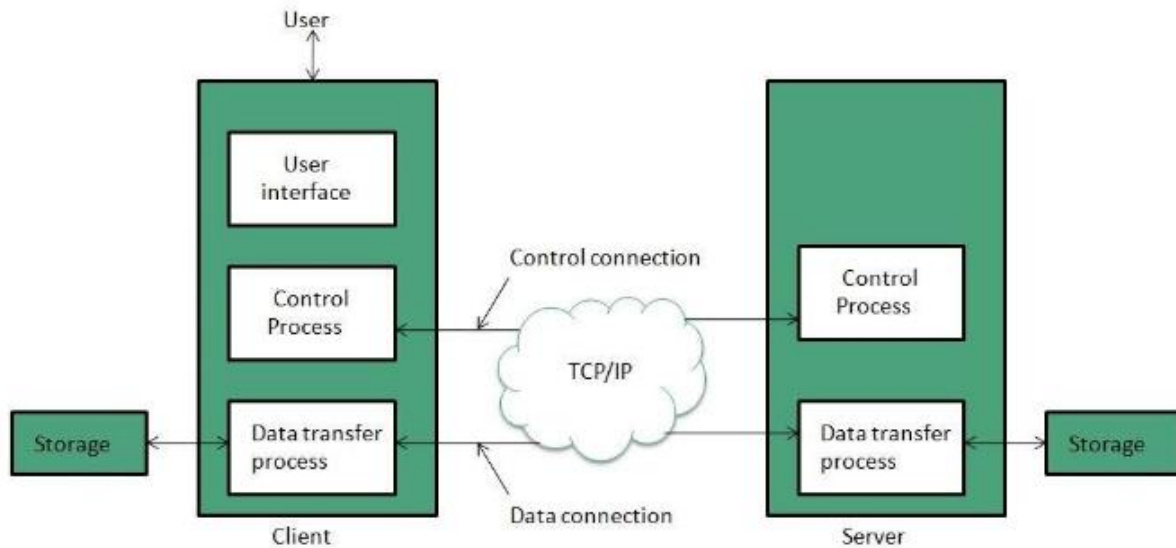 User
User
interface
Control connection
Control
Process
Control
Process
TCP/IP
Storage
Data transfer
process
Data transfer
process
Storage
Data connection
Client
Server